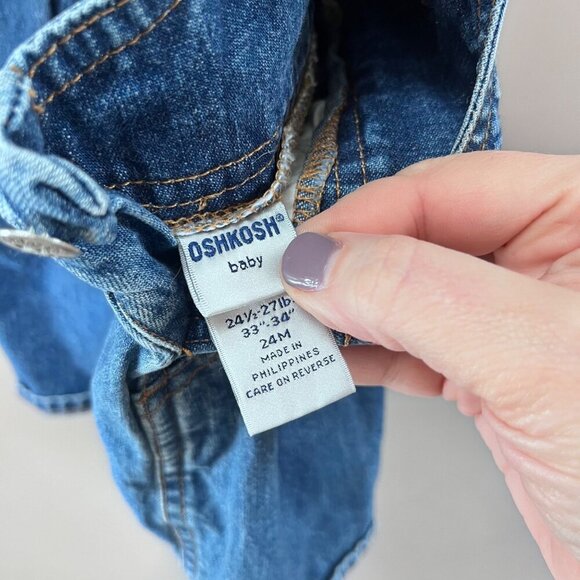 OSHKOSH®
baby
24½-27lb
33"-34"
24M
MADE IN
PHILIPPINES
CARE ON REVERSE